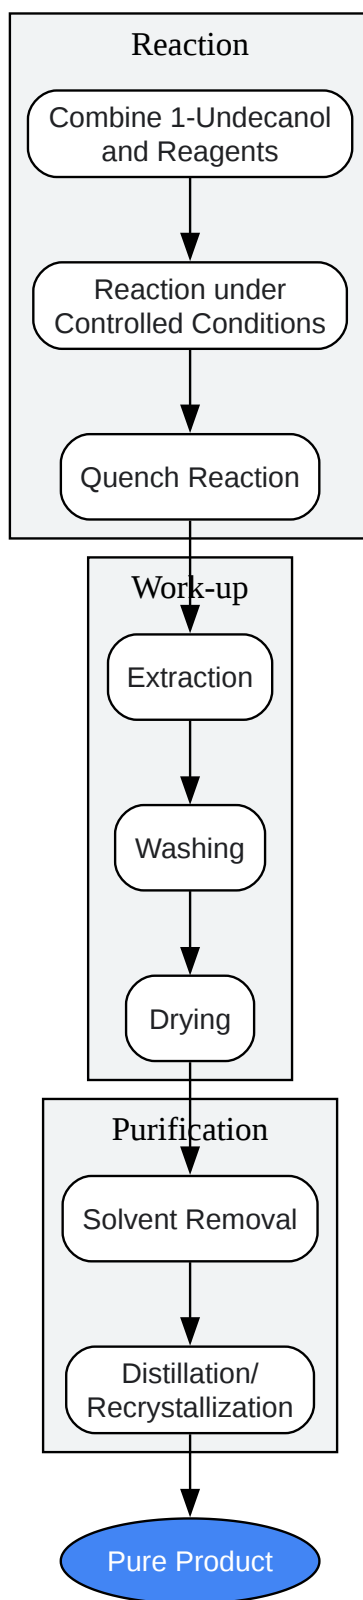 Reaction
Combine 1-Undecanol
and Reagents
Reaction under
Controlled Conditions
Quench Reaction
Work-up
Extraction
Washing
Drying
Purification
Solvent Removal
Distillation/
Recrystallization
Pure Product